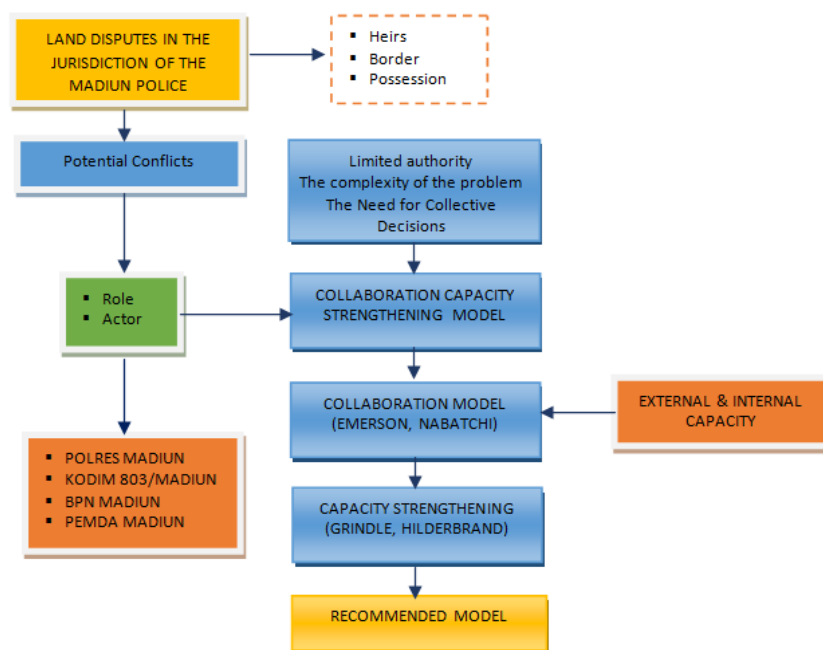 LAND DISPUTES IN THE
JURISDICTION OF THE
MADIUN POLICE
▪ Heirs
▪ Border
▪ Possession
Potential Conflicts
Limited authority
The complexity of the problem
The Need for Collective
Decisions
▪ Role
▪ Actor
COLLABORATION CAPACITY
STRENGTHENING MODEL
COLLABORATION MODEL
(EMERSON, NABATCHI)
EXTERNAL & INTERNAL
CAPACITY
▪ POLRES MADIUN
▪ KODIM 803/MADIUN
▪ BPN MADIUN
▪ PEMDA MADIUN
CAPACITY STRENGTHENING
(GRINDLE, HILDERBRAND)
RECOMMENDED MODEL